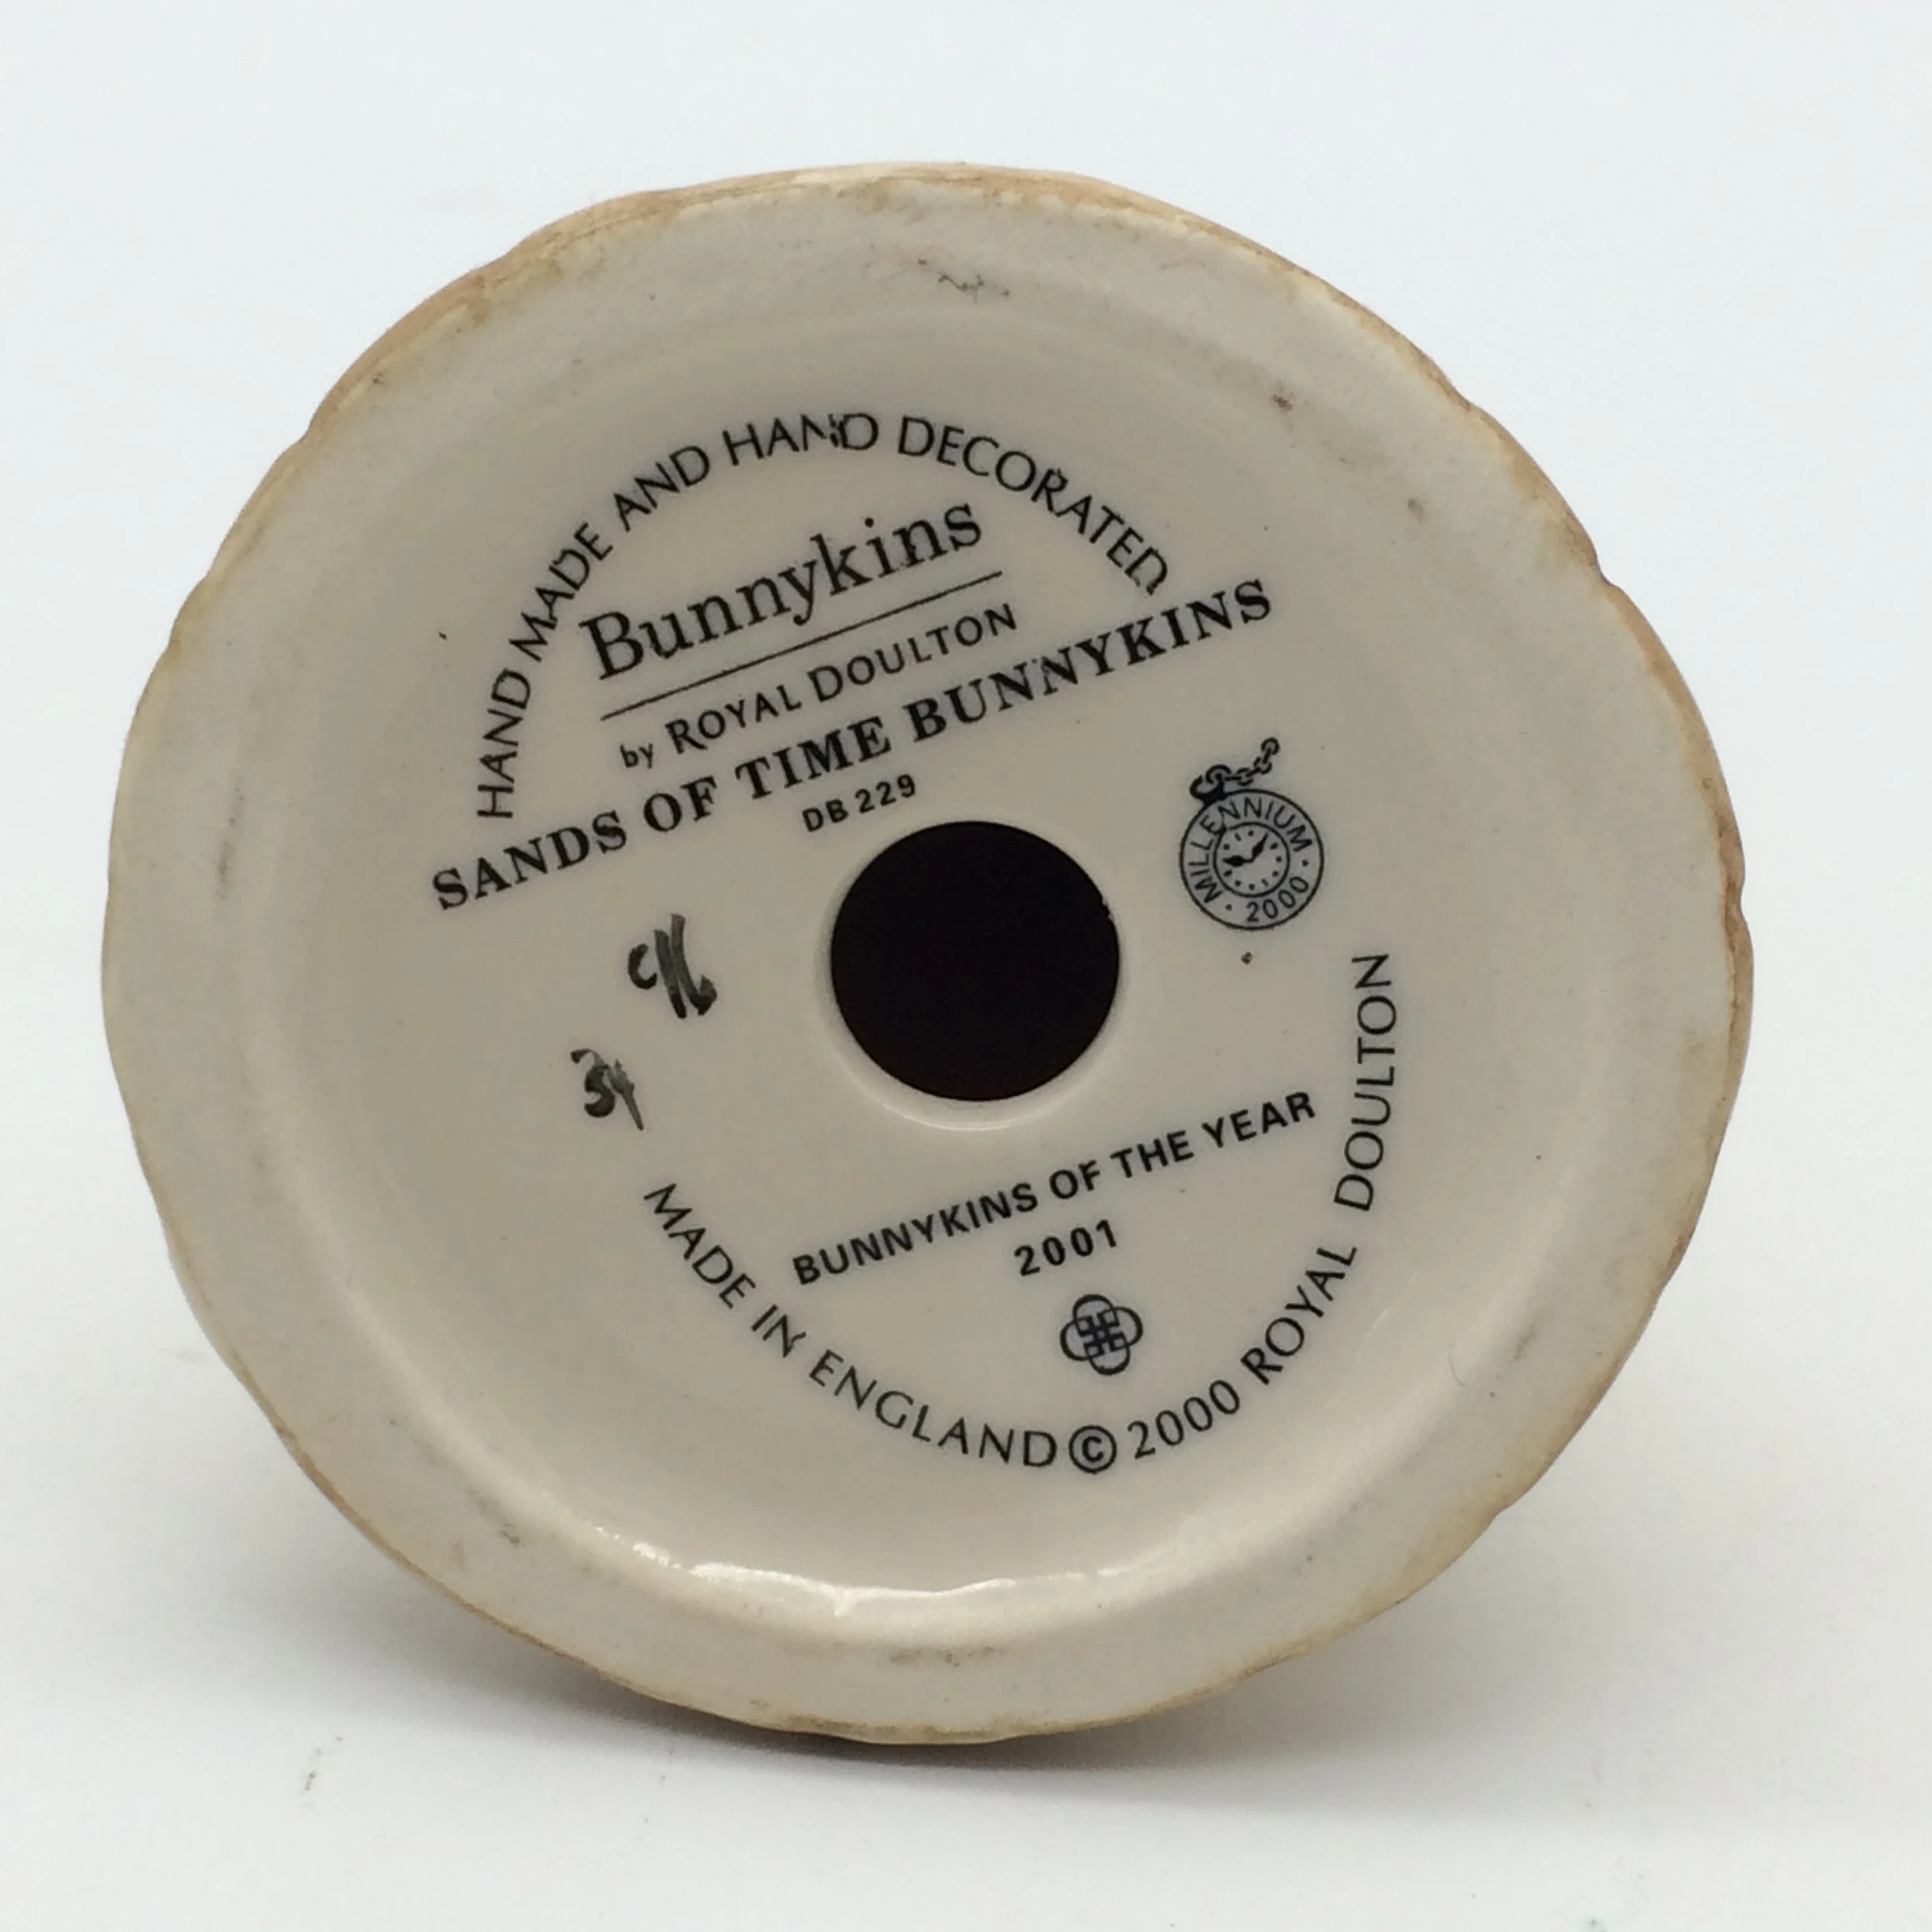 HAND MADE AND HAND DECORATED
Bunnykins
by ROYAL DOULTON
SANDS OF TIME BUNNYKINS
DB 229
MILLENNIUM
· 2000 ·
34
BUNNYKINS OF THE YEAR
2001
MADE IN ENGLAND © 2000 ROYAL DOULTON